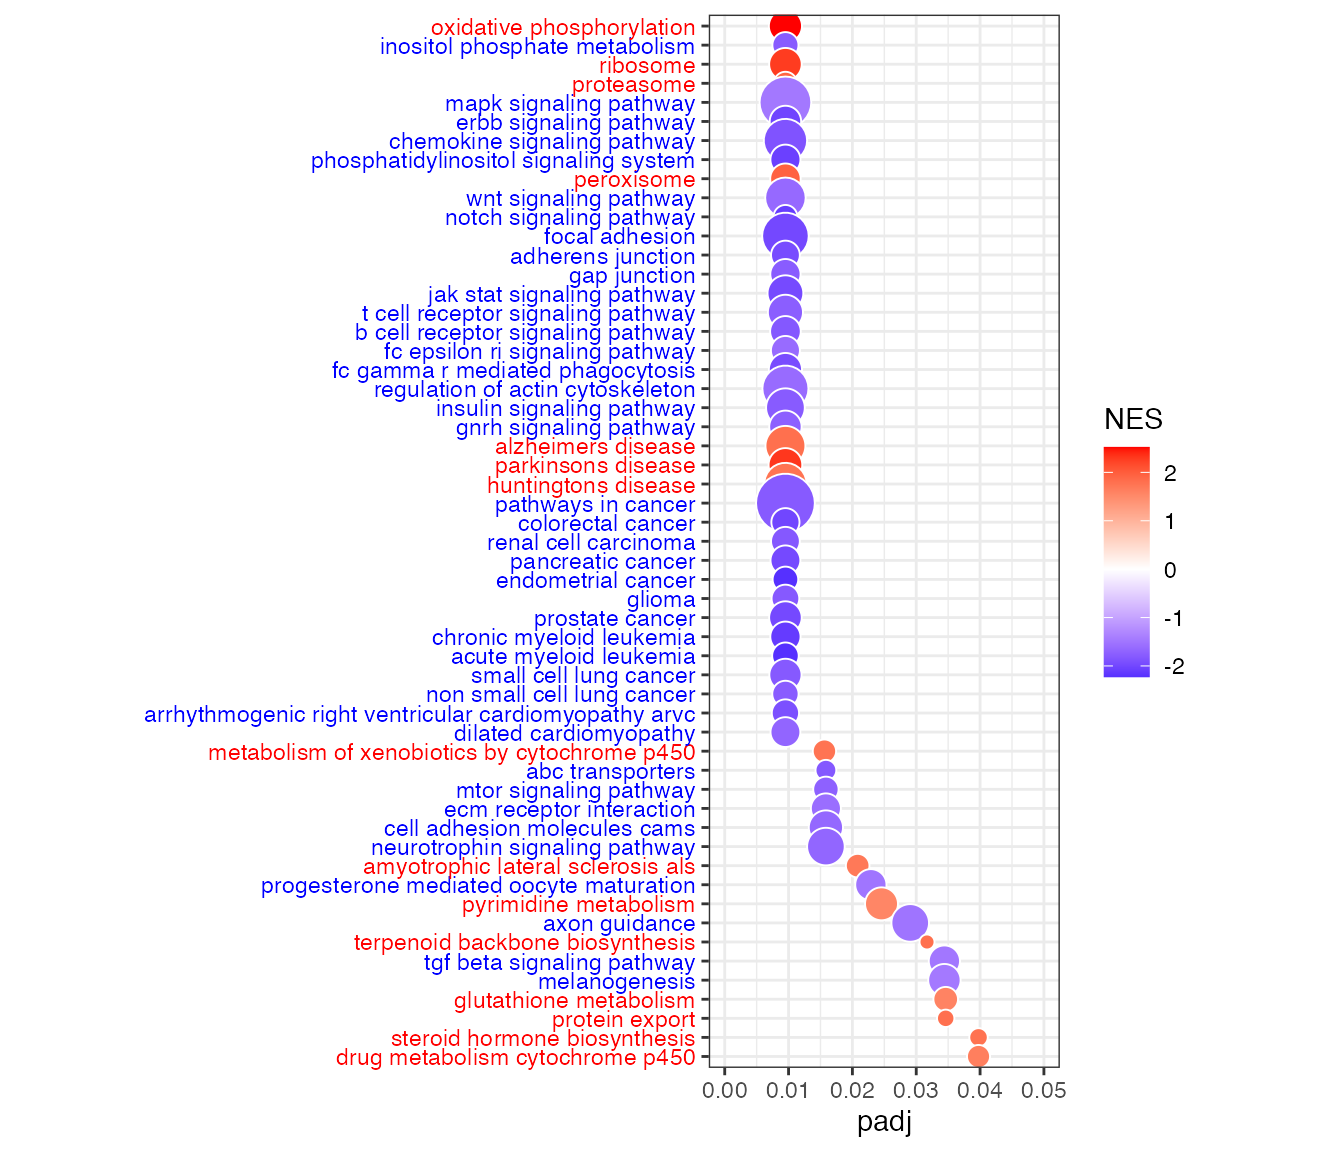 oxidative phosphorylation
inositol phosphate metabolism
ribosome
proteasome
mapk signaling pathway
erbb signaling pathway
chemokine signaling pathway
phosphatidylinositol signaling system
peroxisome
wnt signaling pathway
notch signaling pathway
focal adhesion
adherens junction
gap junction
jak stat signaling pathway
t cell receptor signaling pathway
b cell receptor signaling pathway
fc epsilon ri signaling pathway
fc gamma r mediated phagocytosis
regulation of actin cytoskeleton
insulin signaling pathway
gnrh signaling pathway
alzheimers disease
parkinsons disease
huntingtons disease
pathways in cancer
colorectal cancer
renal cell carcinoma
pancreatic cancer
endometrial cancer
glioma
prostate cancer
chronic myeloid leukemia
acute myeloid leukemia
small cell lung cancer
non small cell lung cancer
arrhythmogenic right ventricular cardiomyopathy arvc
dilated cardiomyopathy
metabolism of xenobiotics by cytochrome p450
abc transporters
mtor signaling pathway
ecm receptor interaction
cell adhesion molecules cams
neurotrophin signaling pathway
amyotrophic lateral sclerosis als
progesterone mediated oocyte maturation
pyrimidine metabolism
axon guidance
terpenoid backbone biosynthesis
tgf beta signaling pathway
melanogenesis
glutathione metabolism
protein export
steroid hormone biosynthesis
drug metabolism cytochrome p450
0.00 0.01 0.02 0.03 0.04 0.05
padj
NES
2
1
0
-1
-2